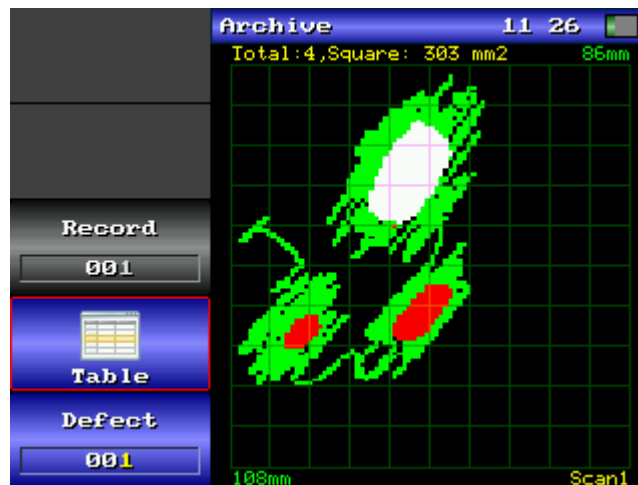 Archive 11 26
Total:4,Square: 303 mm2 86mm
Record
001
Table
Defect
001
108mm Scan1